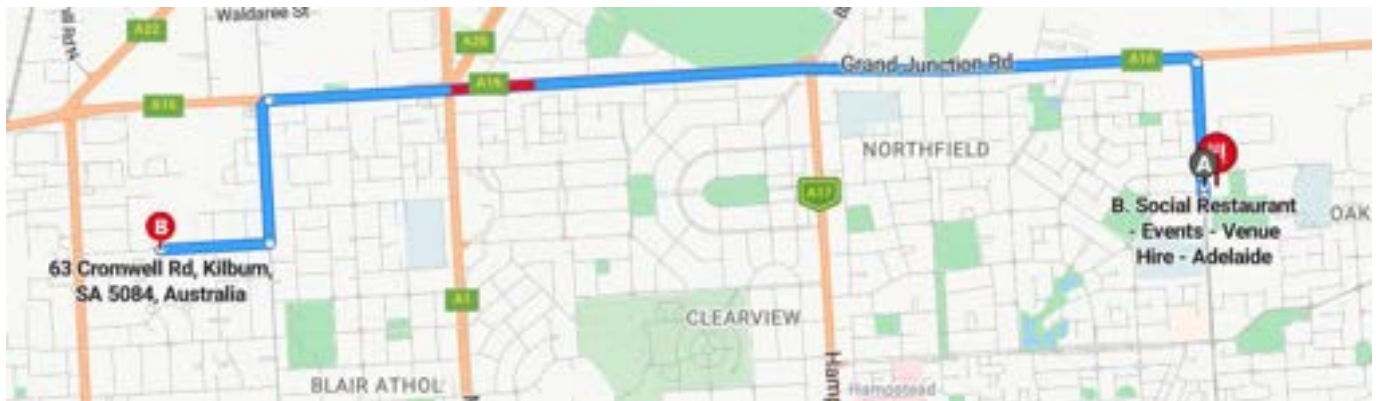 Waldaree St
A22
A20
A16
A16
A16
Grand Junction Rd
NORTHFIELD
A17
A
B. Social Restaurant
- Events - Venue
Hire - Adelaide
OAK
B
63 Cromwell Rd, Kilburn,
SA 5084, Australia
A1
CLEARVIEW
BLAIR ATHOL
Hamp
Hampstead